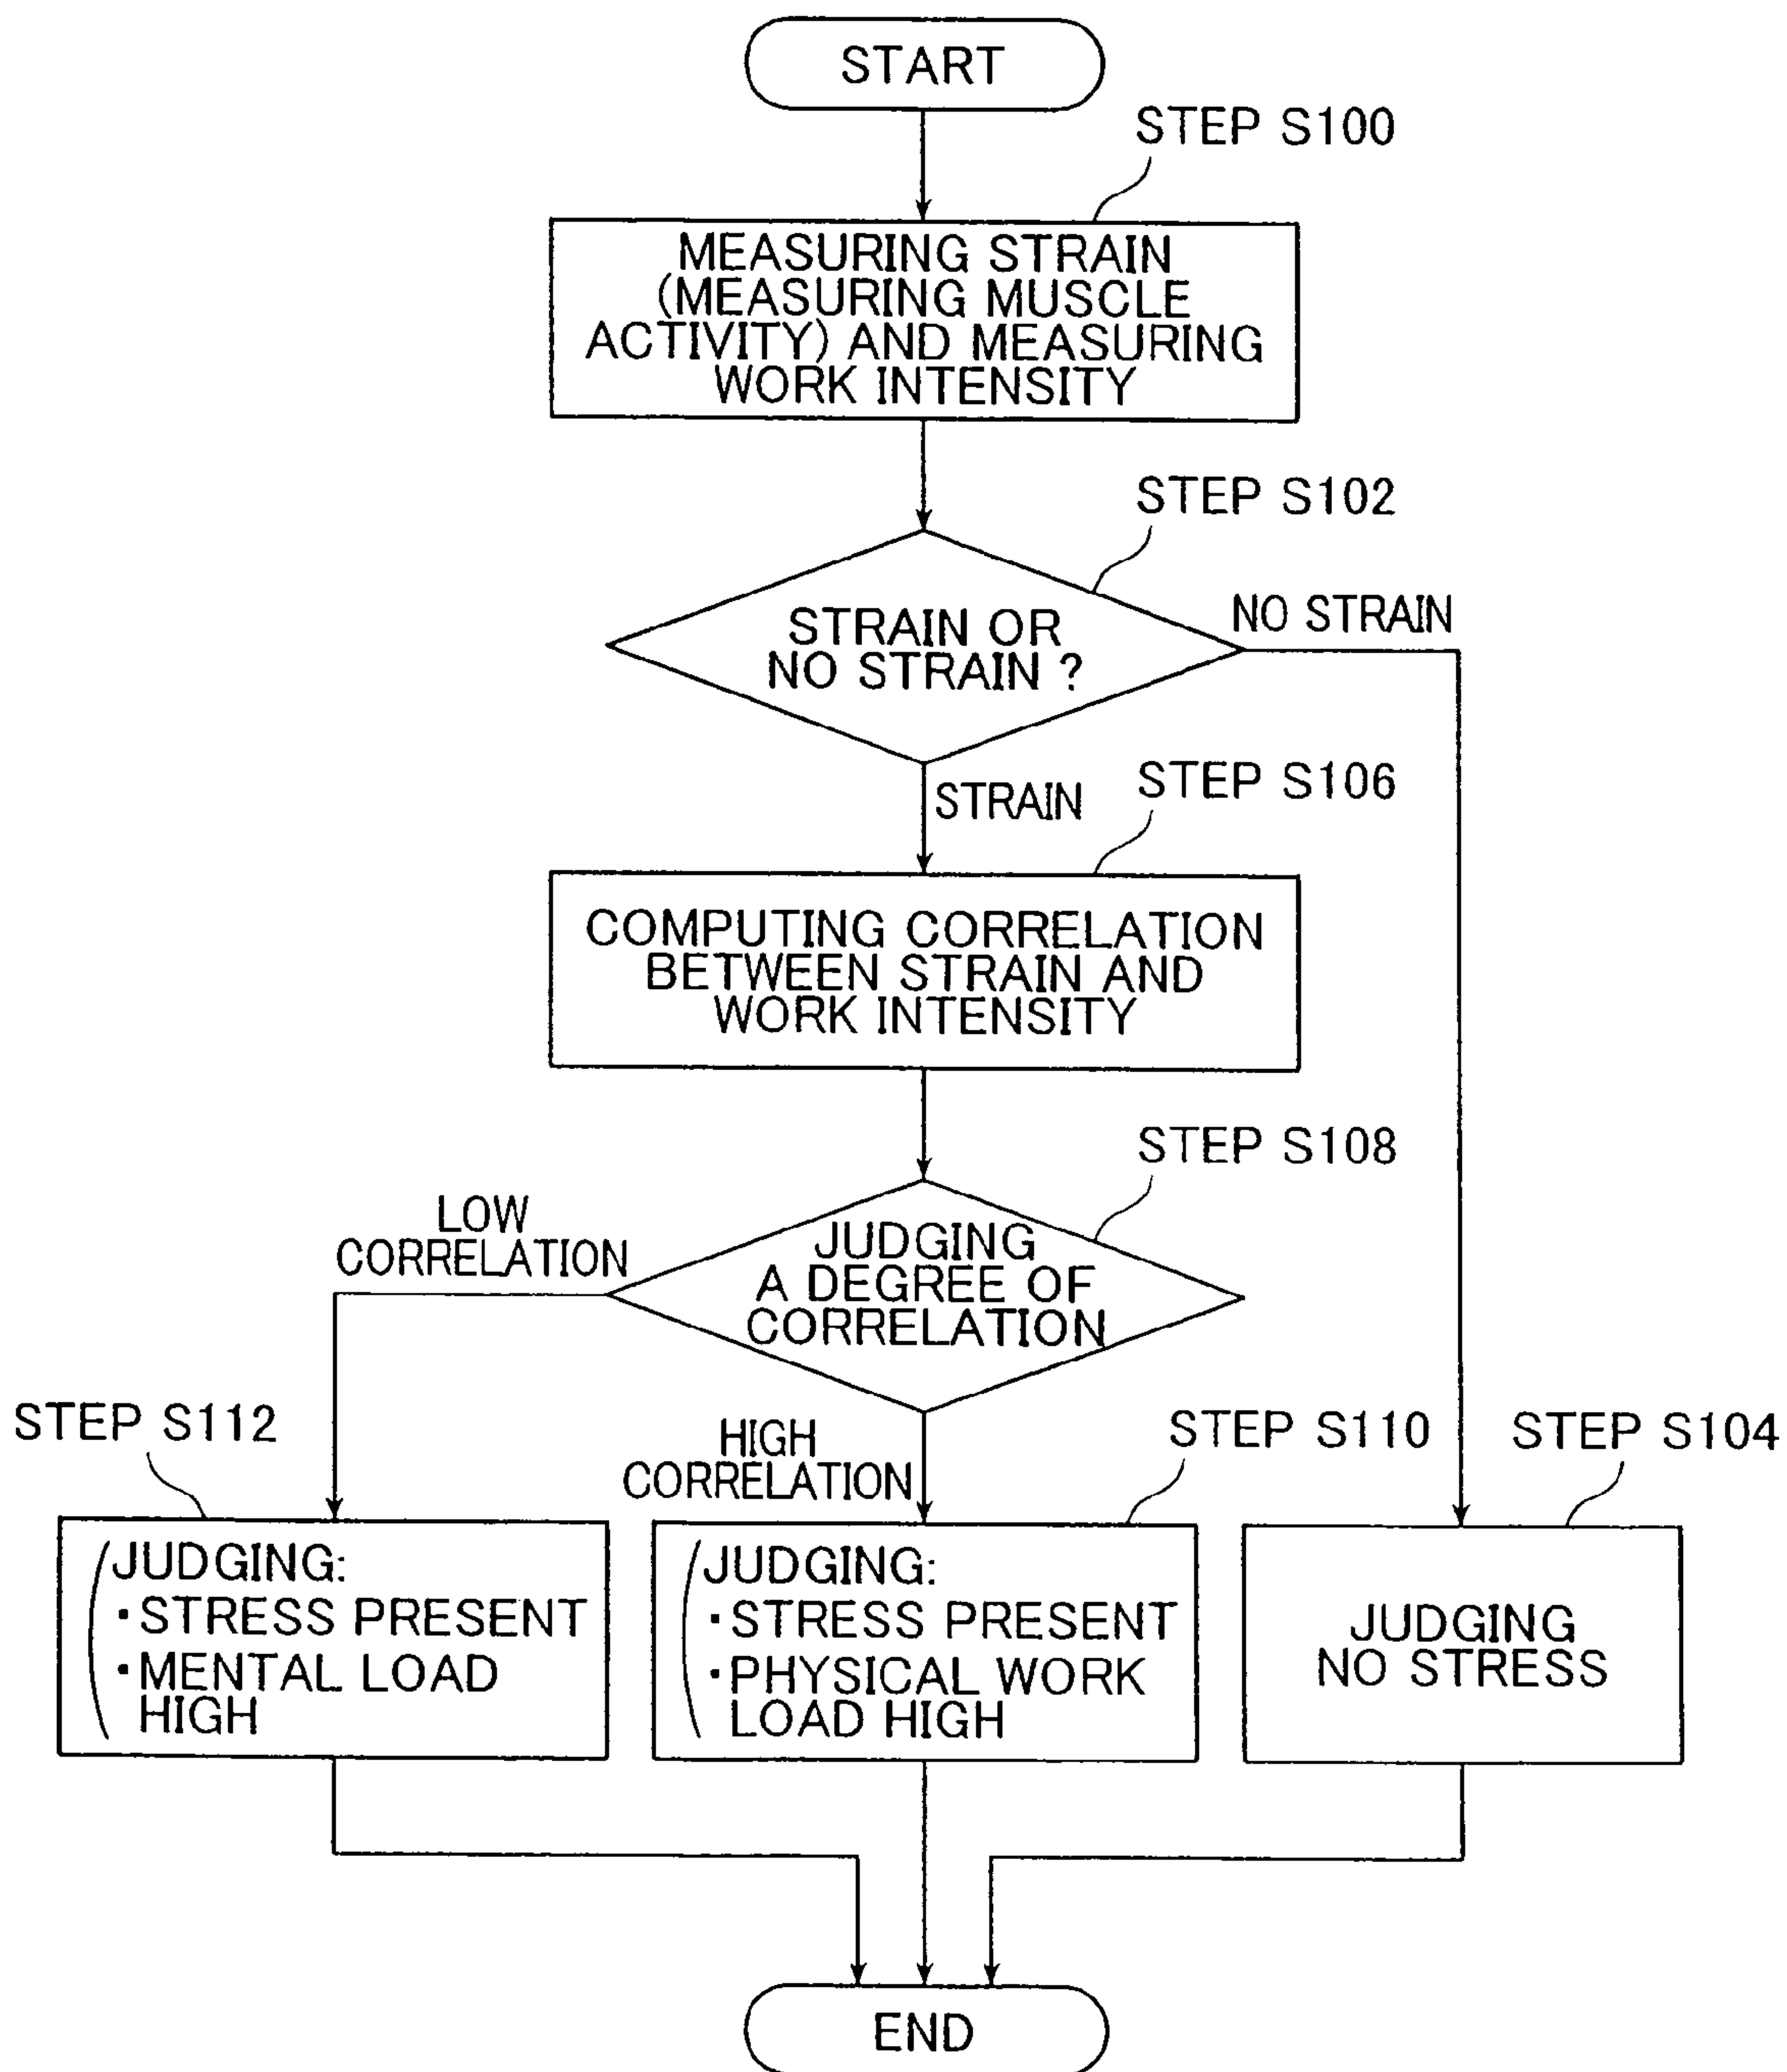 START
STEP S100
MEASURING STRAIN
(MEASURING MUSCLE
ACTIVITY) AND MEASURING
WORK INTENSITY
STEP S102
STRAIN OR
NO STRAIN ?
NO STRAIN
STRAIN
STEP S106
COMPUTING CORRELATION
BETWEEN STRAIN AND
WORK INTENSITY
STEP S108
JUDGING
A DEGREE OF
CORRELATION
LOW
CORRELATION
HIGH
CORRELATION
STEP S112
JUDGING:
・STRESS PRESENT
・MENTAL LOAD
HIGH
STEP S110
JUDGING:
・STRESS PRESENT
・PHYSICAL WORK
LOAD HIGH
STEP S104
JUDGING
NO STRESS
END